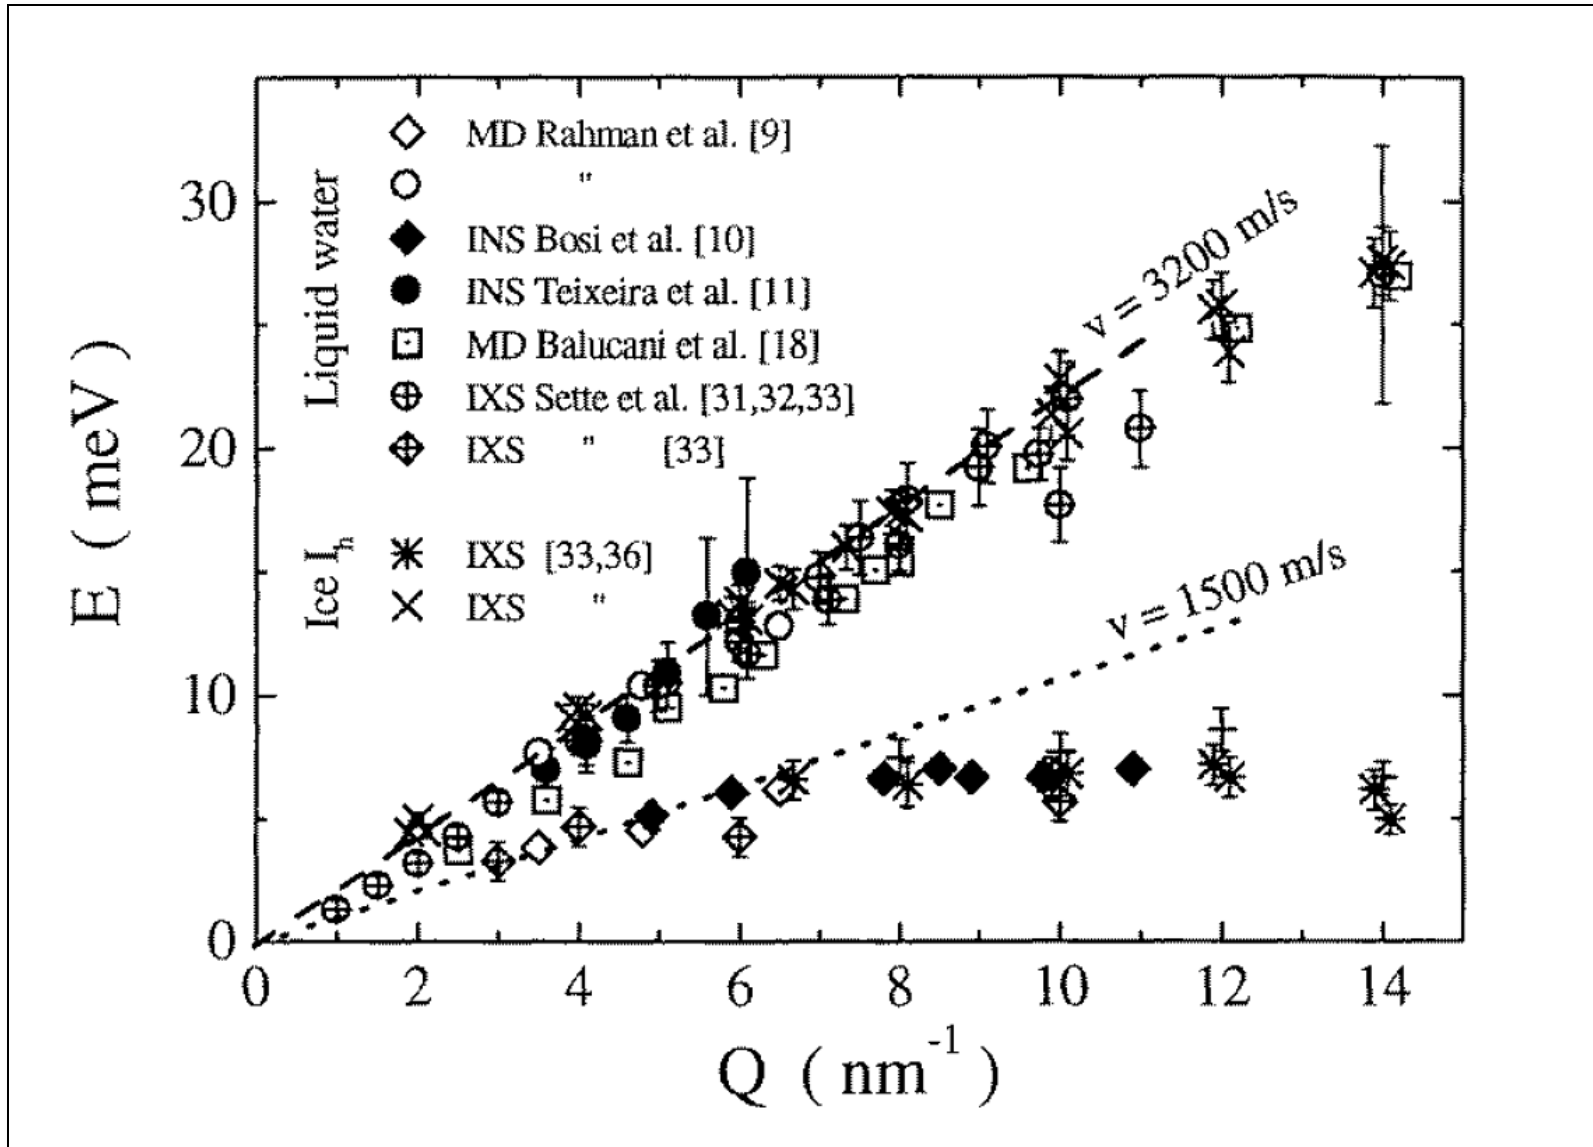 MD Rahman et al. [9]
"
INS Bosi et al. [10]
INS Teixeira et al. [11]
MD Balucani et al. [18]
IXS Sette et al. [31,32,33]
IXS " [33]
Liquid water
IXS [33,36]
IXS "
Ice Iₕ
v = 3200 m/s
v = 1500 m/s
E ( meV )
30
20
10
0
0 2 4 6 8 10 12 14
Q ( nm⁻¹ )